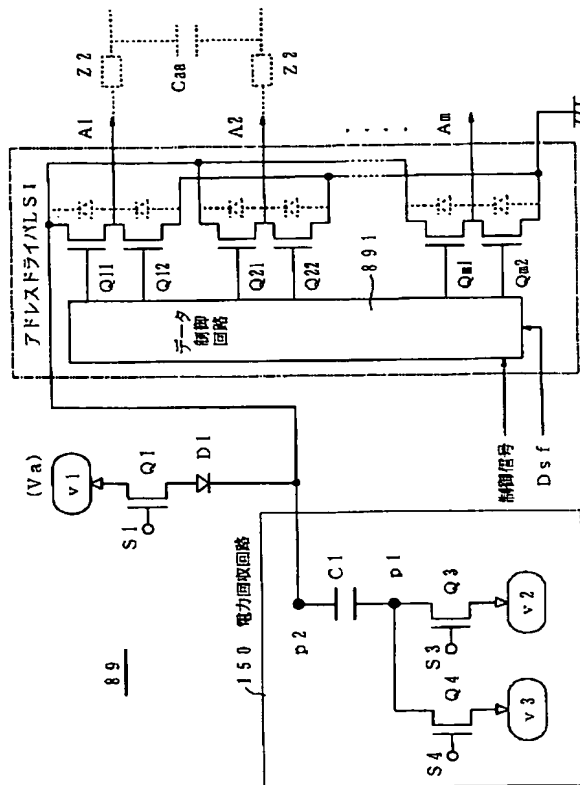 89
(Va)
v1
S1
Q1
D1
150 電力回収回路
p2
C1
p1
S3
Q3
v2
S4
Q4
v3
アドレスドライバLSI
データ
制御
回路
891
Q11
Q12
Q21
Q22
Qm1
Qm2
A1
A2
Am
Z2
Caa
Z2
制御信号
Dsf